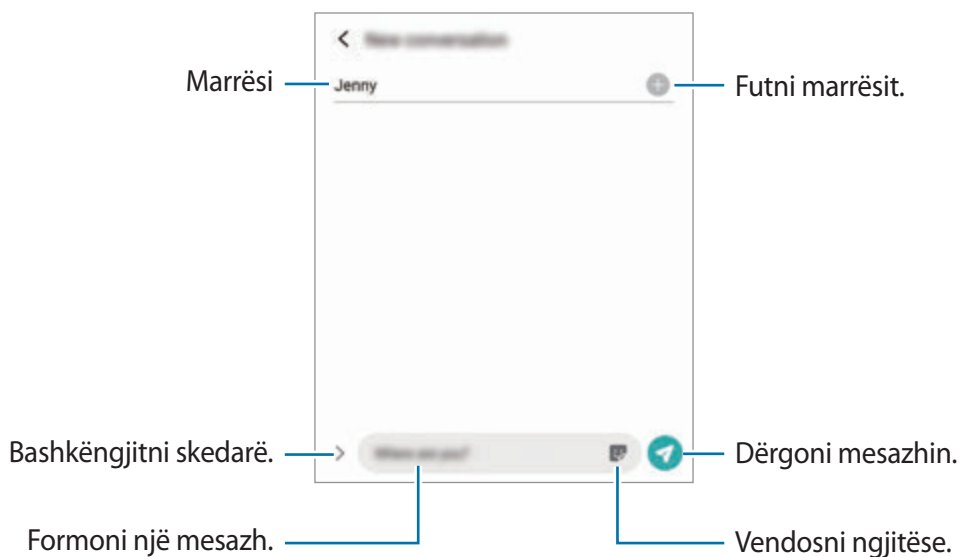 Marrësi
Jenny
Futni marrësit.
Bashkëngjitni skedarë.
Dërgoni mesazhin.
Formoni një mesazh.
Vendosni ngjitëse.